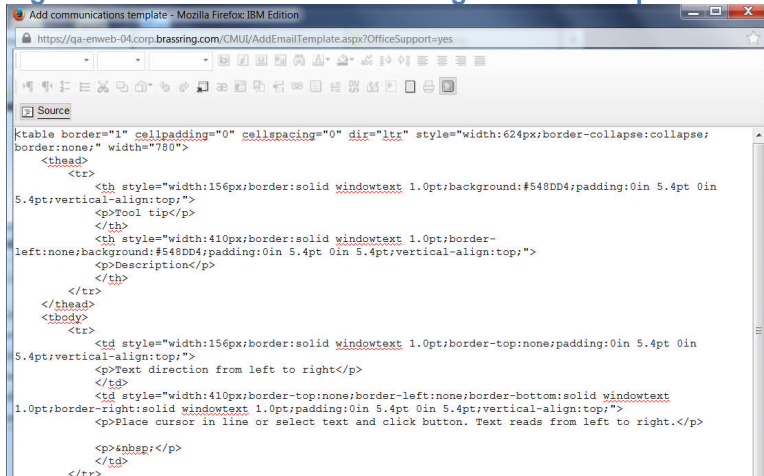 Add communications template - Mozilla Firefox: IBM Edition
https://qa-enweb-04.corp.brassring.com/CMUI/AddEmailTemplate.aspx?OfficeSupport=yes
Source
<table border="1" cellpadding="0" cellspacing="0" dir="ltr" style="width:624px;border-collapse:collapse;
border:none;" width="780">
<thead>
<tr>
<th style="width:156px;border:solid windowtext 1.0pt;background:#548DD4;padding:0in 5.4pt 0in
5.4pt;vertical-align:top;">
<p>Tool tip</p>
</th>
<th style="width:410px;border:solid windowtext 1.0pt;border-
left:none;background:#548DD4;padding:0in 5.4pt 0in 5.4pt;vertical-align:top;">
<p>Description</p>
</th>
</tr>
</thead>
<tbody>
<tr>
<td style="width:156px;border:solid windowtext 1.0pt;border-top:none;padding:0in 5.4pt 0in
5.4pt;vertical-align:top;">
<p>Text direction from left to right</p>
</td>
<td style="width:410px;border-top:none;border-left:none;border-bottom:solid windowtext
1.0pt;border-right:solid windowtext 1.0pt;padding:0in 5.4pt 0in 5.4pt;vertical-align:top;">
<p>Place cursor in line or select text and click button. Text reads from left to right.</p>
<p>&nbsp;</p>
</td>
</tr>